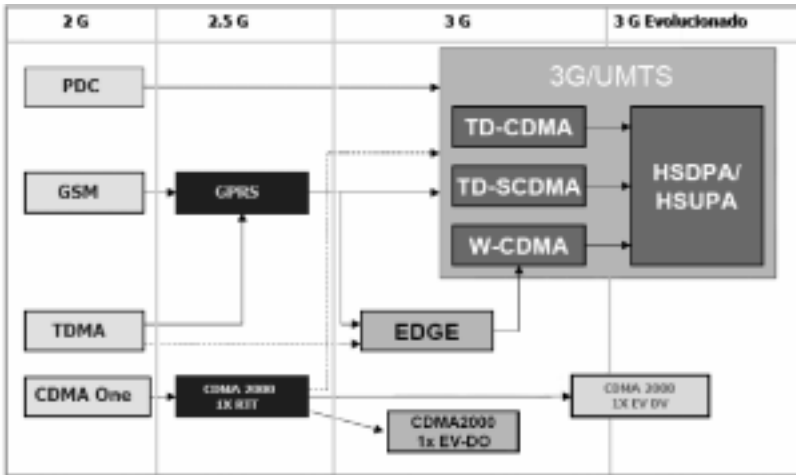 2 G
2.5 G
3 G
3 G Evolucionado
3G/UMTS
PDC
TD-CDMA
HSDPA/
HSUPA
GSM
GPRS
TD-SCDMA
W-CDMA
TDMA
EDGE
CDMA One
CDMA 2000
1X RTT
CDMA 2000
1X EV DV
CDMA2000
1x EV-DO